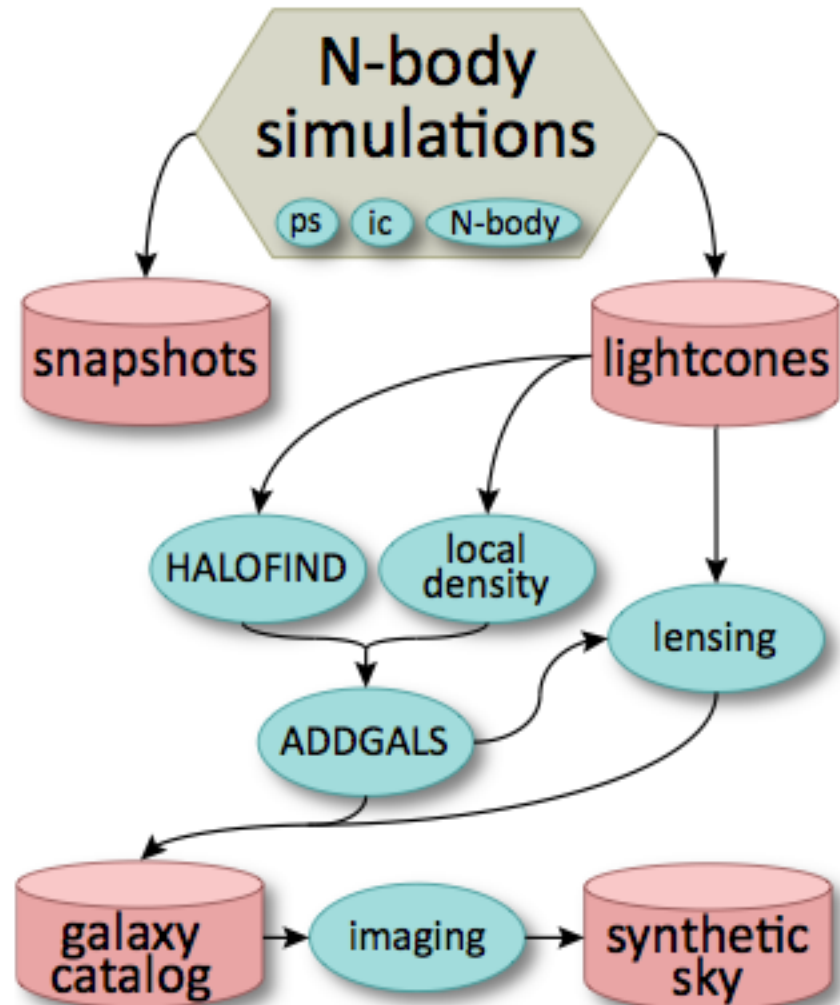 N-body
simulations
ps ic N-body
snapshots
lightcones
HALOFIND
local
density
lensing
ADDGALS
galaxy
catalog
imaging
synthetic
sky